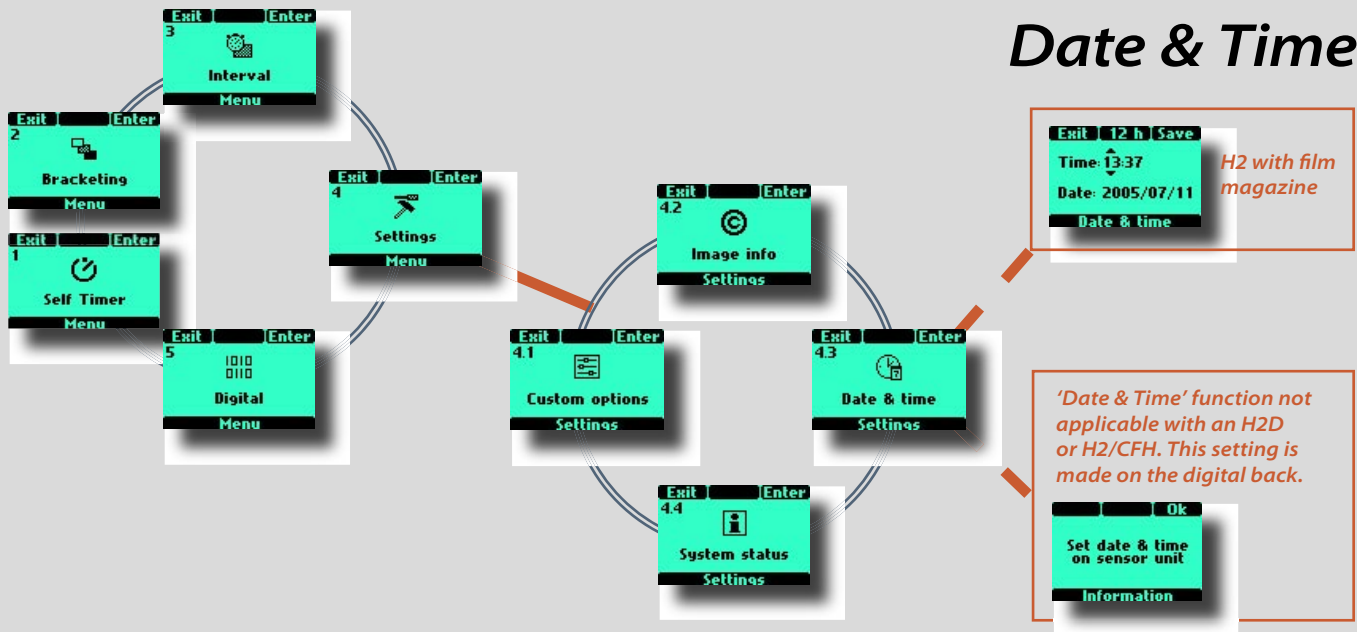 Date & Time
Exit Enter
3
Interval
Menu
Exit Enter
2
Bracketing
Menu
Exit Enter
1
Self Timer
Menu
Exit Enter
4
Settings
Menu
Exit Enter
5
1010
0110
Digital
Menu
Exit Enter
4.2
©
Image info
Settings
Exit Enter
4.1
Custom options
Settings
Exit Enter
4.3
?
Date & time
Settings
Exit Enter
4.4
i
System status
Settings
Exit 12 h Save
Time: 13:37
Date: 2005/07/11
Date & time
H2 with film
magazine
‘Date & Time’ function not
applicable with an H2D
or H2/CFH. This setting is
made on the digital back.
Ok
Set date & time
on sensor unit
Information